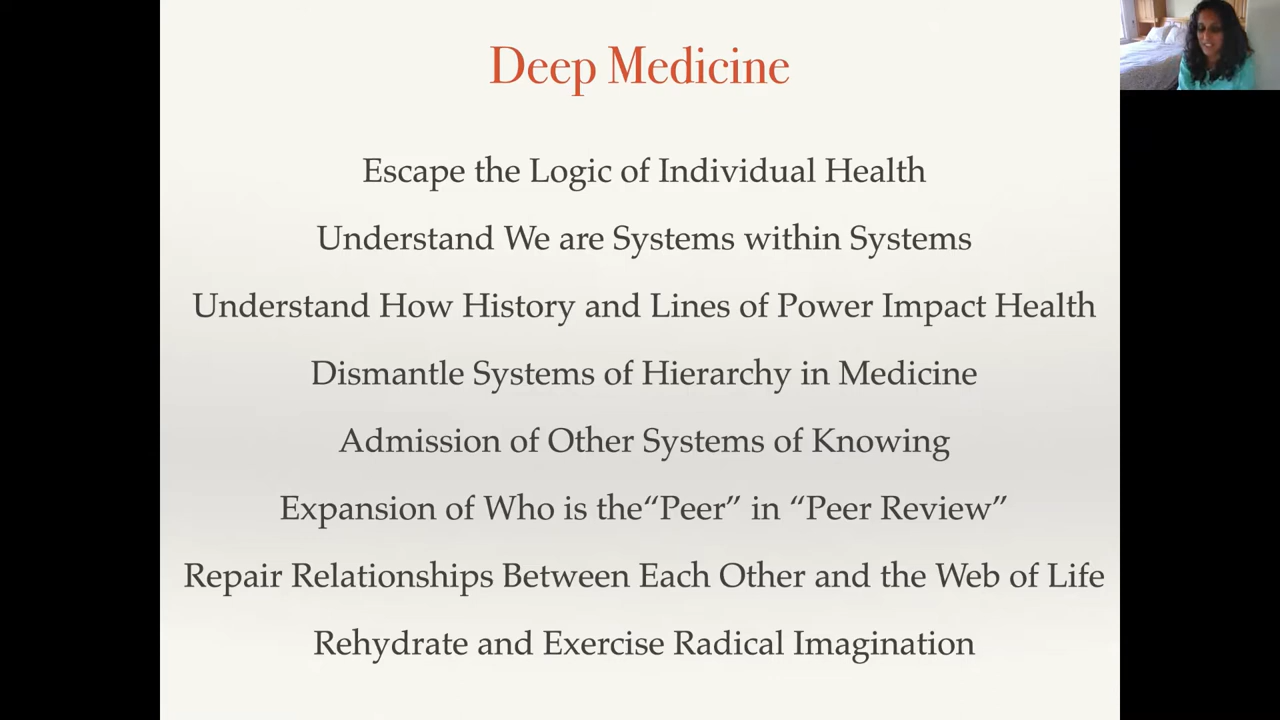 Deep Medicine
Escape the Logic of Individual Health
Understand We are Systems within Systems
Understand How History and Lines of Power Impact Health
Dismantle Systems of Hierarchy in Medicine
Admission of Other Systems of Knowing
Expansion of Who is the“Peer” in “Peer Review”
Repair Relationships Between Each Other and the Web of Life
Rehydrate and Exercise Radical Imagination